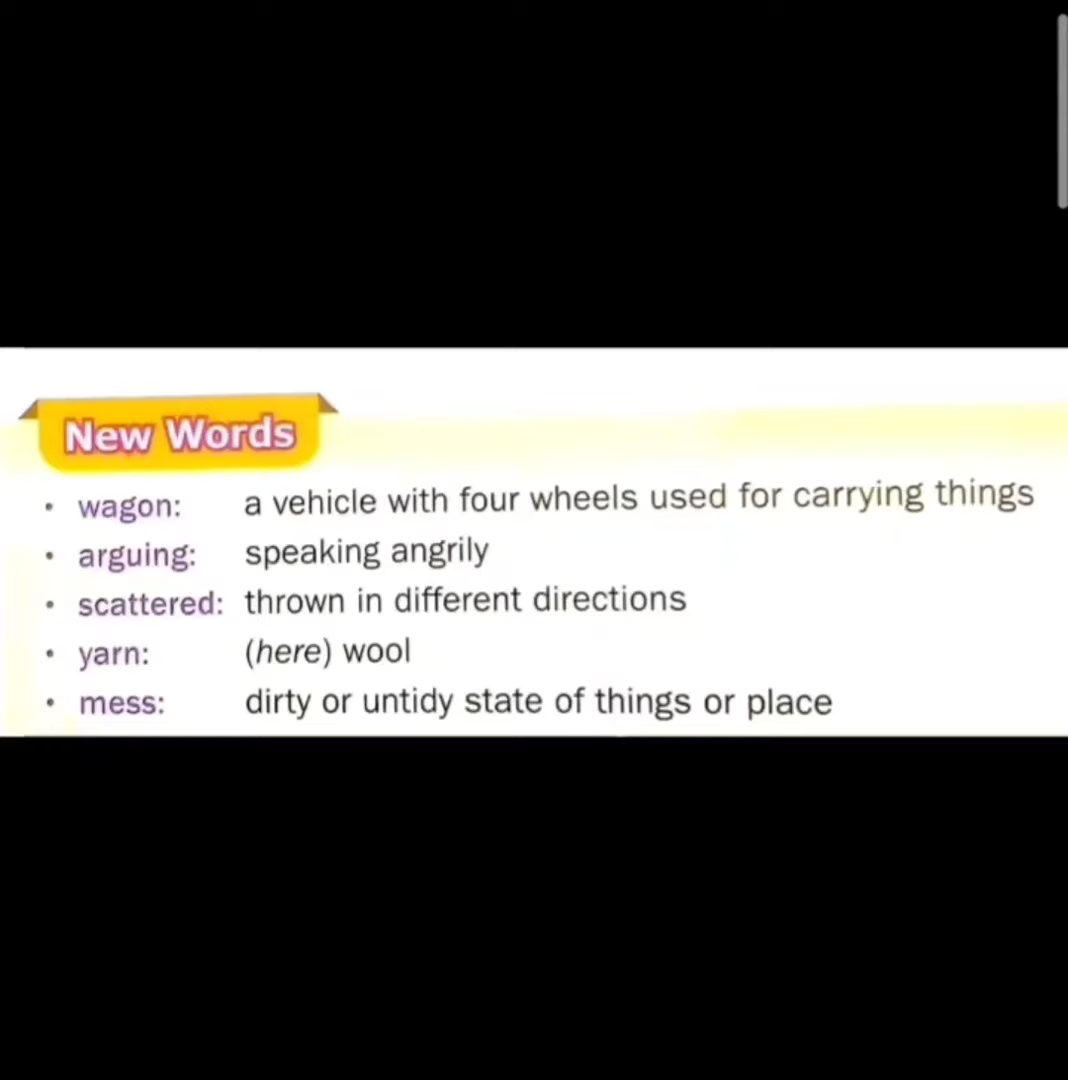 New Words
• wagon: a vehicle with four wheels used for carrying things
• arguing: speaking angrily
• scattered: thrown in different directions
• yarn: (here) wool
• mess: dirty or untidy state of things or place